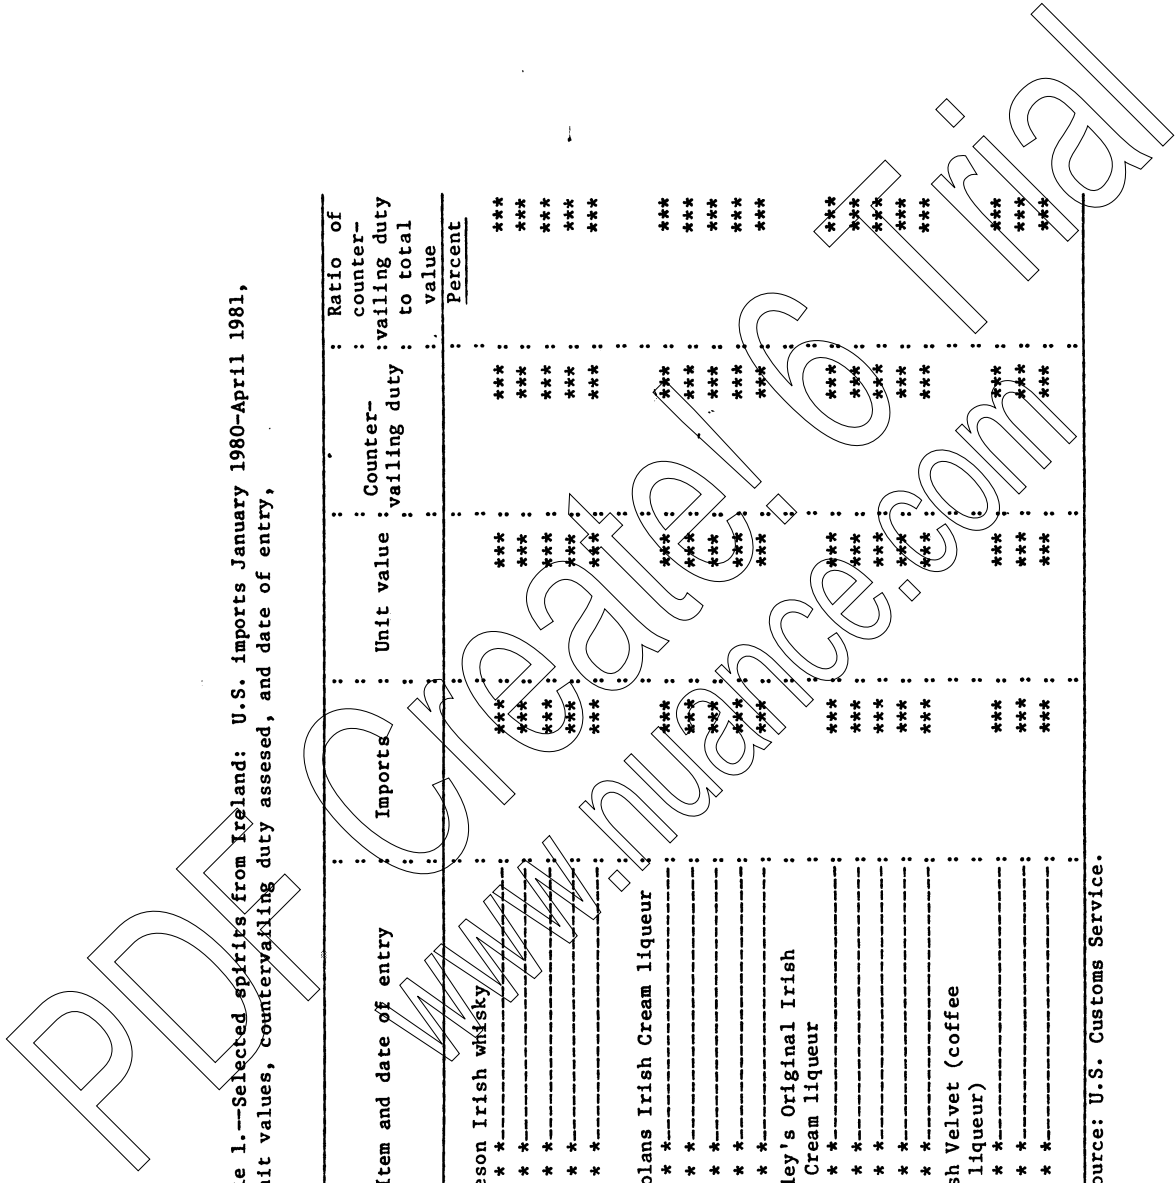 le 1.--Selected spirits from Ireland: U.S. imports January 1980-April 1981,
nit values, countervailing duty assesed, and date of entry,
Item and date of entry : Imports : Unit value : Counter-vailing duty : Ratio of counter-vailing duty to total value
Percent
eson Irish whisky
* *---------- : *** : *** : *** : ***
* *---------- : *** : *** : *** : ***
* *---------- : *** : *** : *** : ***
* *---------- : *** : *** : *** : ***
* *---------- : *** : *** : *** : ***
olans Irish Cream liqueur
* *---------- : *** : *** : *** : ***
* *---------- : *** : *** : *** : ***
* *---------- : *** : *** : *** : ***
* *---------- : *** : *** : *** : ***
* *---------- : *** : *** : *** : ***
ley's Original Irish
Cream liqueur
* *---------- : *** : *** : *** : ***
* *---------- : *** : *** : *** : ***
* *---------- : *** : *** : *** : ***
* *---------- : *** : *** : *** : ***
* *---------- : *** : *** : *** : ***
sh Velvet (coffee
liqueur)
* *---------- : *** : *** : *** : ***
* *---------- : *** : *** : *** : ***
* *---------- : *** : *** : *** : ***
ource: U.S. Customs Service.
PDF Create! 6 Trial
www.nuance.com